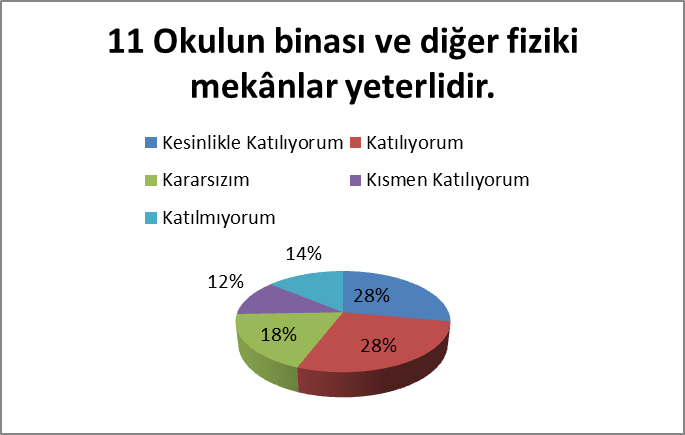 11 Okulun binası ve diğer fiziki
mekânlar yeterlidir.
Kesinlikle Katılıyorum Katılıyorum
Kararsızım Kısmen Katılıyorum
Katılmıyorum
14%
12% 28%
18% 28%